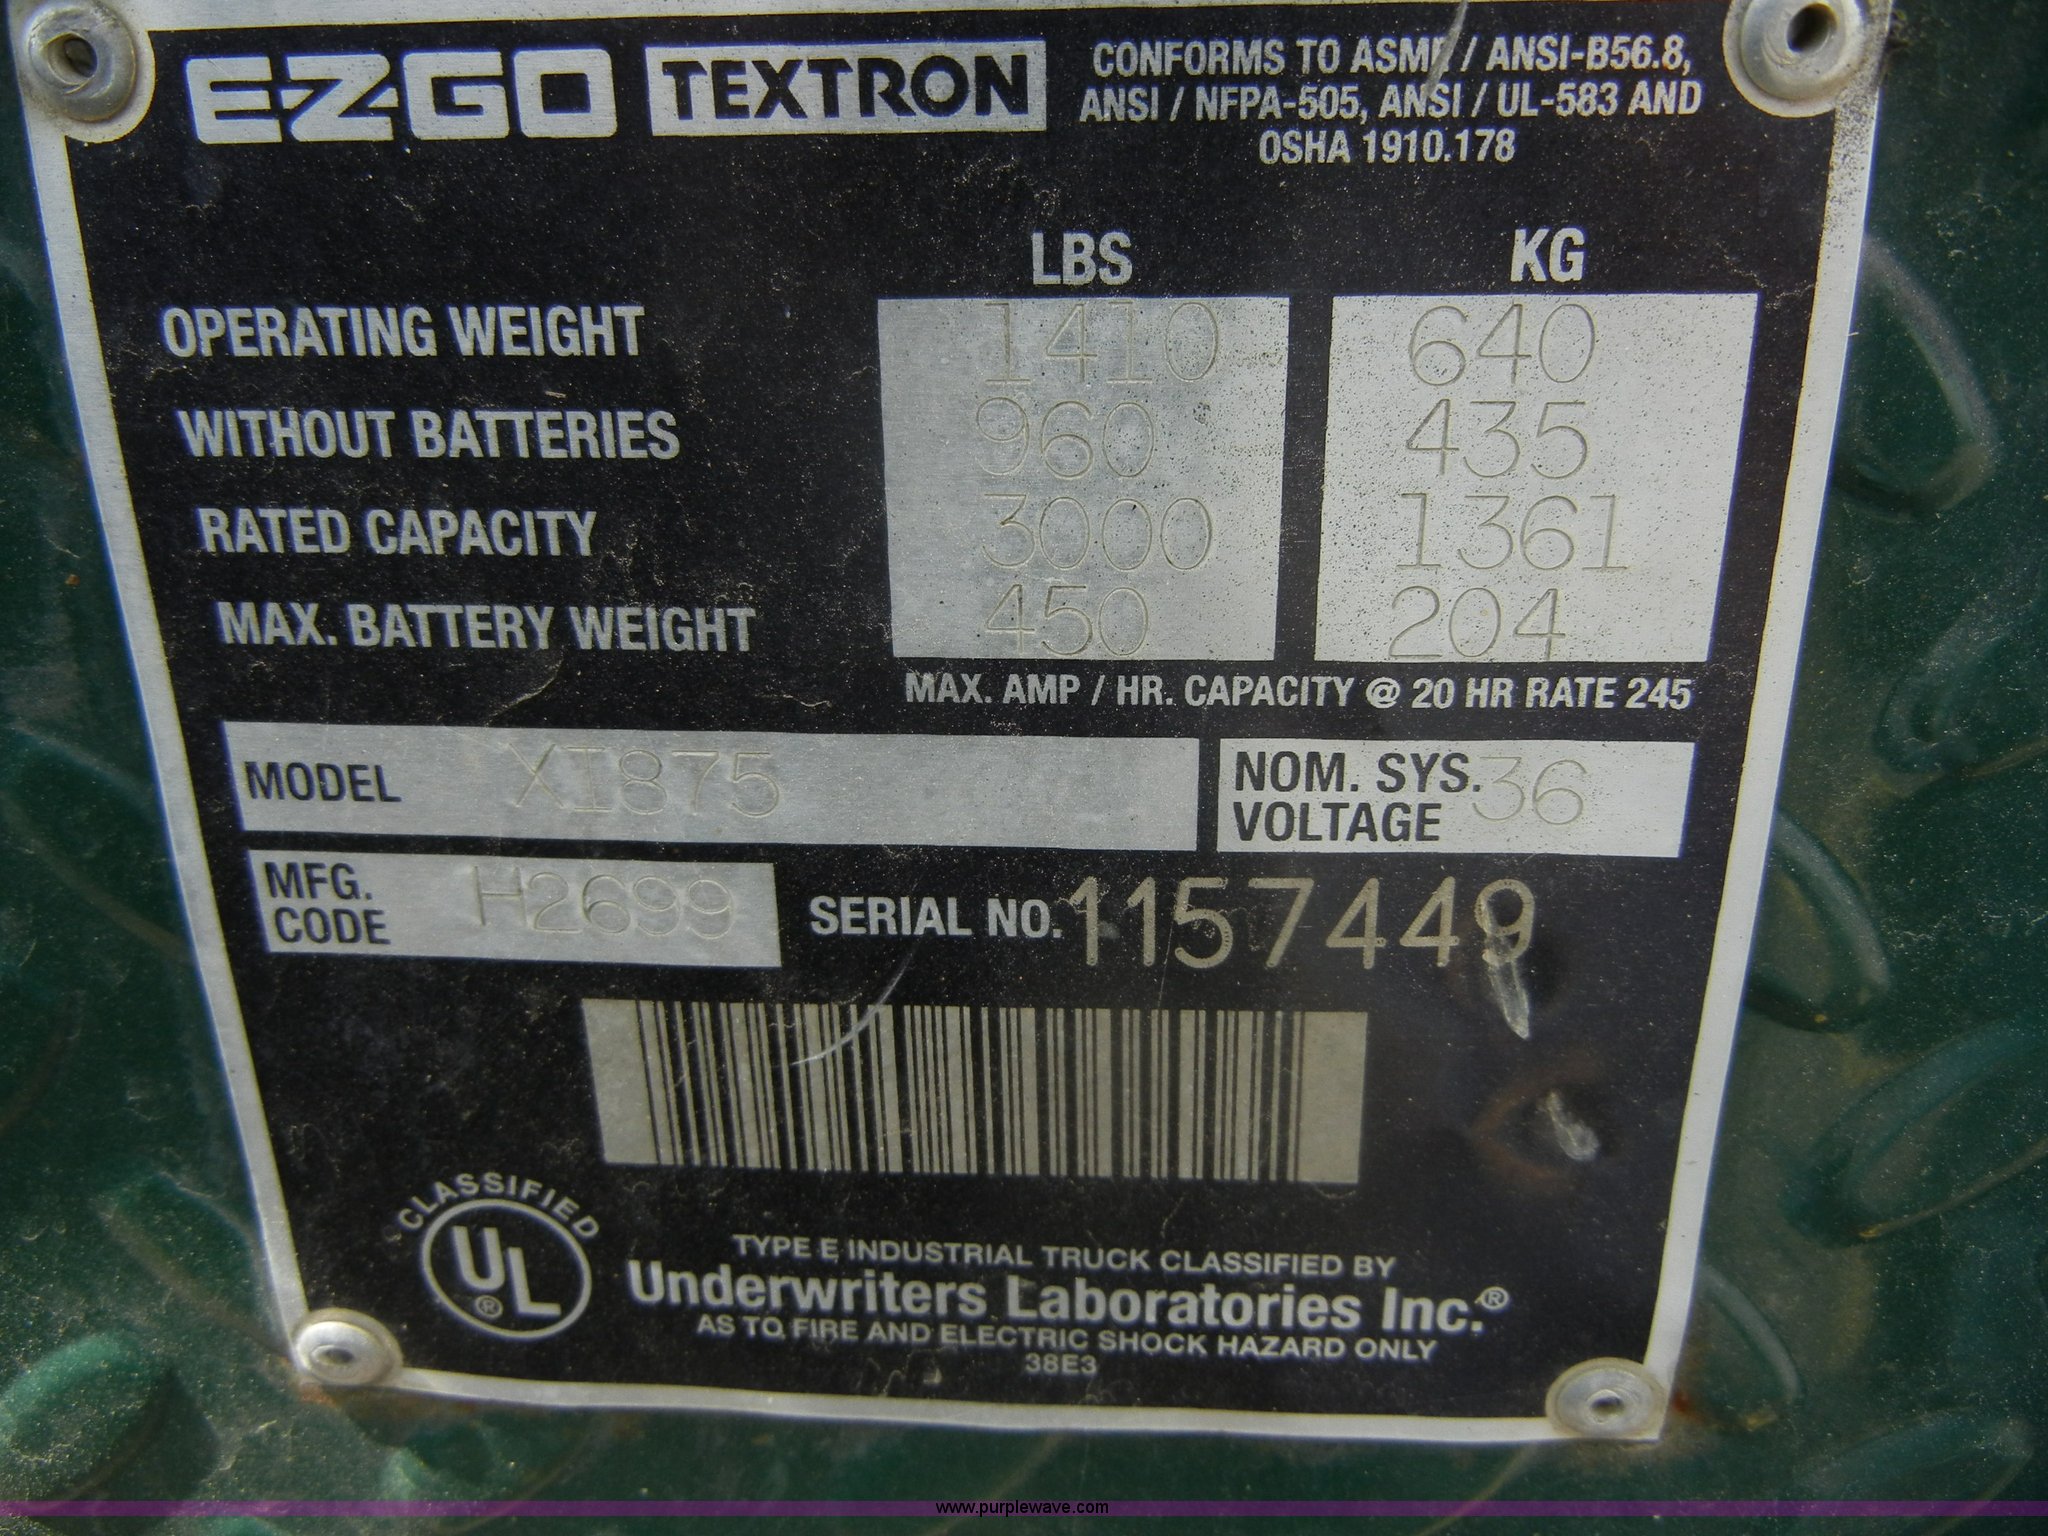 E-Z-GO TEXTRON
CONFORMS TO ASME / ANSI-B56.8,
ANSI / NFPA-505, ANSI / UL-583 AND
OSHA 1910.178
LBS KG
OPERATING WEIGHT 1410 640
WITHOUT BATTERIES 960 435
RATED CAPACITY 3000 1361
MAX. BATTERY WEIGHT 450 204
MAX. AMP / HR. CAPACITY @ 20 HR RATE 245
MODEL XI875
NOM. SYS. VOLTAGE 36
MFG. CODE H2699
SERIAL NO. 1157449
CLASSIFIED
UL ®
TYPE E INDUSTRIAL TRUCK CLASSIFIED BY
Underwriters Laboratories Inc.®
AS TO FIRE AND ELECTRIC SHOCK HAZARD ONLY
38E3
www.purplewave.com